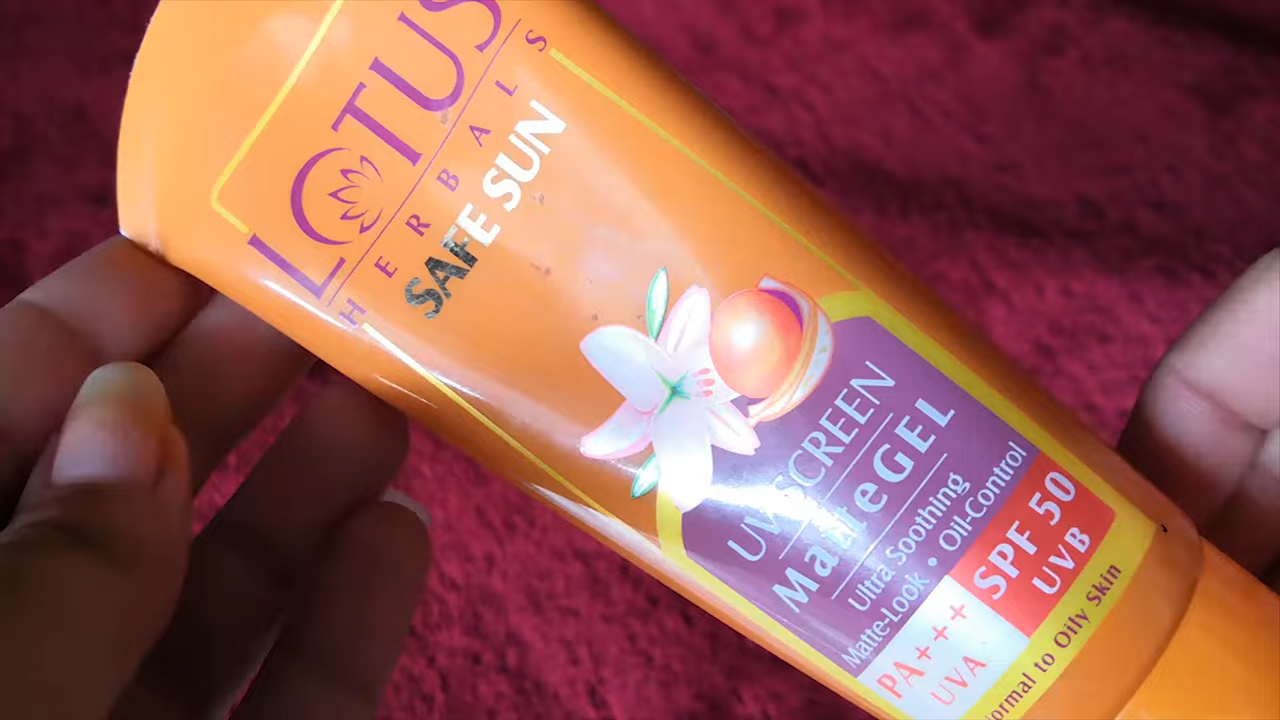 LOTUS
HERBALS
SAFE SUN
UV SCREEN
MatteGEL
Ultra Soothing
Matte-Look • Oil-Control
PA+++
UVA
SPF 50
UVB
to Oily Skin